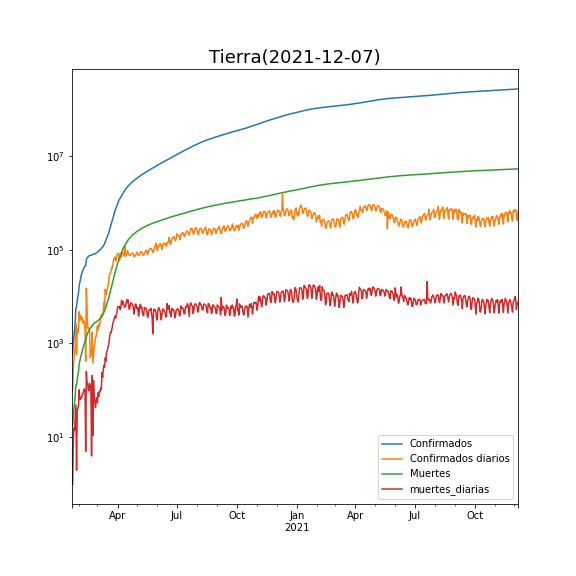 Tierra(2021-12-07)
10^7
10^5
10^3
10^1
Apr Jul Oct Jan Apr Jul Oct
2021
Confirmados
Confirmados diarios
Muertes
muertes_diarias